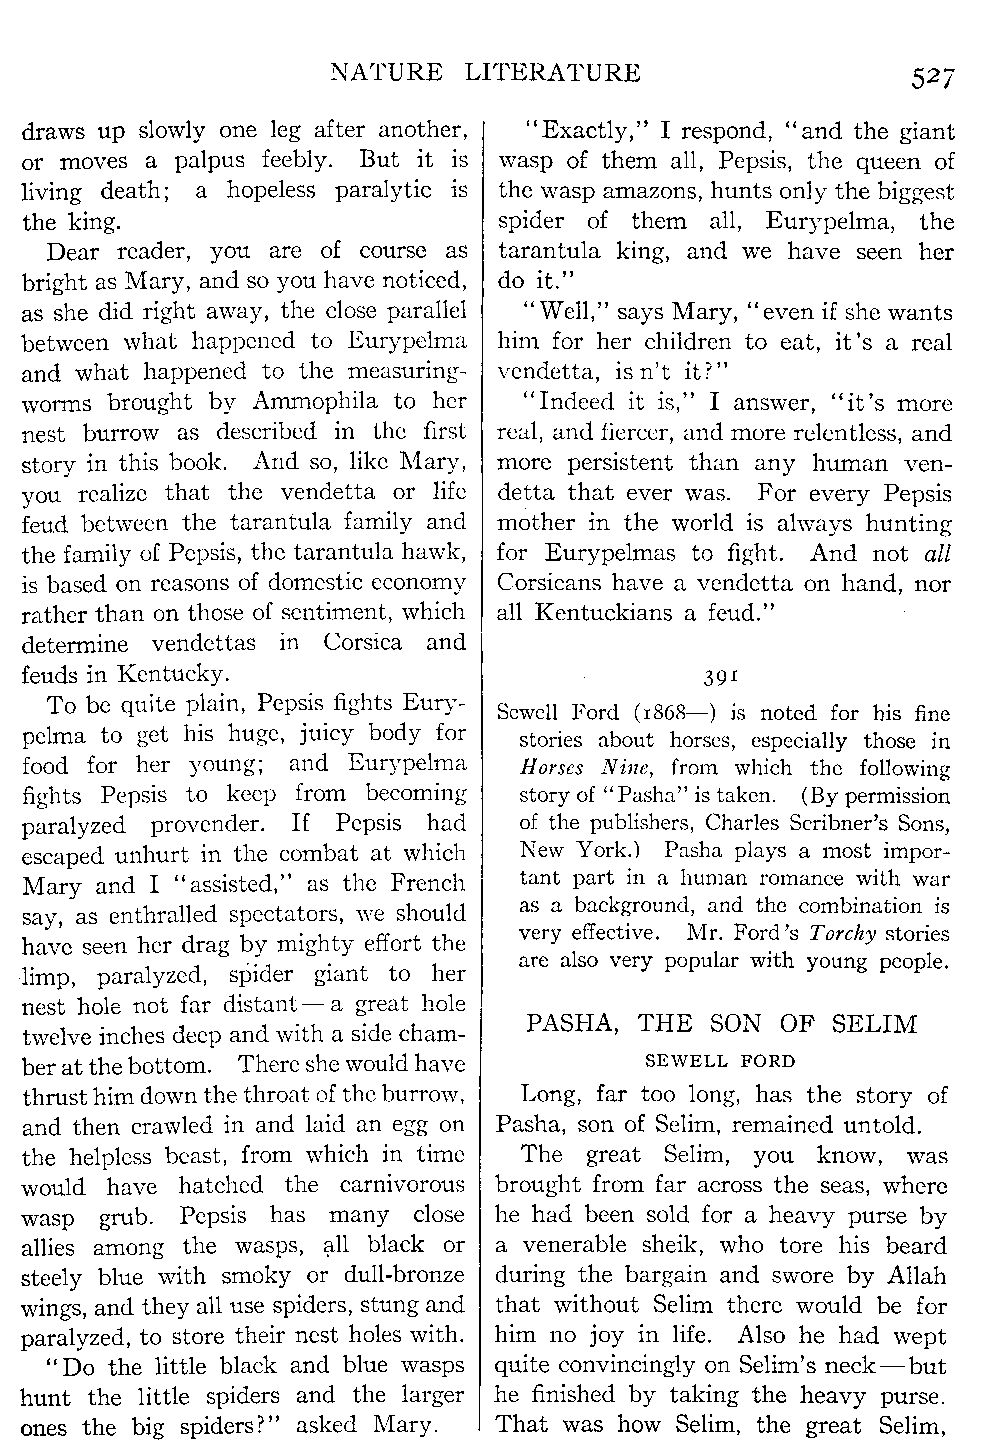 NATURE LITERATURE 527
draws up slowly one leg after another,
or moves a palpus feebly. But it is
living death; a hopeless paralytic is
the king.
Dear reader, you are of course as
bright as Mary, and so you have noticed,
as she did right away, the close parallel
between what happened to Eurypelma
and what happened to the measuring-
worms brought by Ammophila to her
nest burrow as described in the first
story in this book. And so, like Mary,
you realize that the vendetta or life
feud between the tarantula family and
the family of Pepsis, the tarantula hawk,
is based on reasons of domestic economy
rather than on those of sentiment, which
determine vendettas in Corsica and
feuds in Kentucky.
To be quite plain, Pepsis fights Eury-
pelma to get his huge, juicy body for
food for her young; and Eurypelma
fights Pepsis to keep from becoming
paralyzed provender. If Pepsis had
escaped unhurt in the combat at which
Mary and I "assisted," as the French
say, as enthralled spectators, we should
have seen her drag by mighty effort the
limp, paralyzed, spider giant to her
nest hole not far distant—a great hole
twelve inches deep and with a side cham-
ber at the bottom. There she would have
thrust him down the throat of the burrow,
and then crawled in and laid an egg on
the helpless beast, from which in time
would have hatched the carnivorous
wasp grub. Pepsis has many close
allies among the wasps, all black or
steely blue with smoky or dull-bronze
wings, and they all use spiders, stung and
paralyzed, to store their nest holes with.
"Do the little black and blue wasps
hunt the little spiders and the larger
ones the big spiders?" asked Mary.
"Exactly," I respond, "and the giant
wasp of them all, Pepsis, the queen of
the wasp amazons, hunts only the biggest
spider of them all, Eurypelma, the
tarantula king, and we have seen her
do it."
"Well," says Mary, "even if she wants
him for her children to eat, it's a real
vendetta, isn't it?"
"Indeed it is," I answer, "it's more
real, and fiercer, and more relentless, and
more persistent than any human ven-
detta that ever was. For every Pepsis
mother in the world is always hunting
for Eurypelmas to fight. And not all
Corsicans have a vendetta on hand, nor
all Kentuckians a feud."
391
Sewell Ford (1868—) is noted for his fine
stories about horses, especially those in
Horses Nine, from which the following
story of "Pasha" is taken. (By permission
of the publishers, Charles Scribner's Sons,
New York.) Pasha plays a most impor-
tant part in a human romance with war
as a background, and the combination is
very effective. Mr. Ford's Torchy stories
are also very popular with young people.
PASHA, THE SON OF SELIM
SEWELL FORD
Long, far too long, has the story of
Pasha, son of Selim, remained untold.
The great Selim, you know, was
brought from far across the seas, where
he had been sold for a heavy purse by
a venerable sheik, who tore his beard
during the bargain and swore by Allah
that without Selim there would be for
him no joy in life. Also he had wept
quite convincingly on Selim's neck—but
he finished by taking the heavy purse.
That was how Selim, the great Selim,